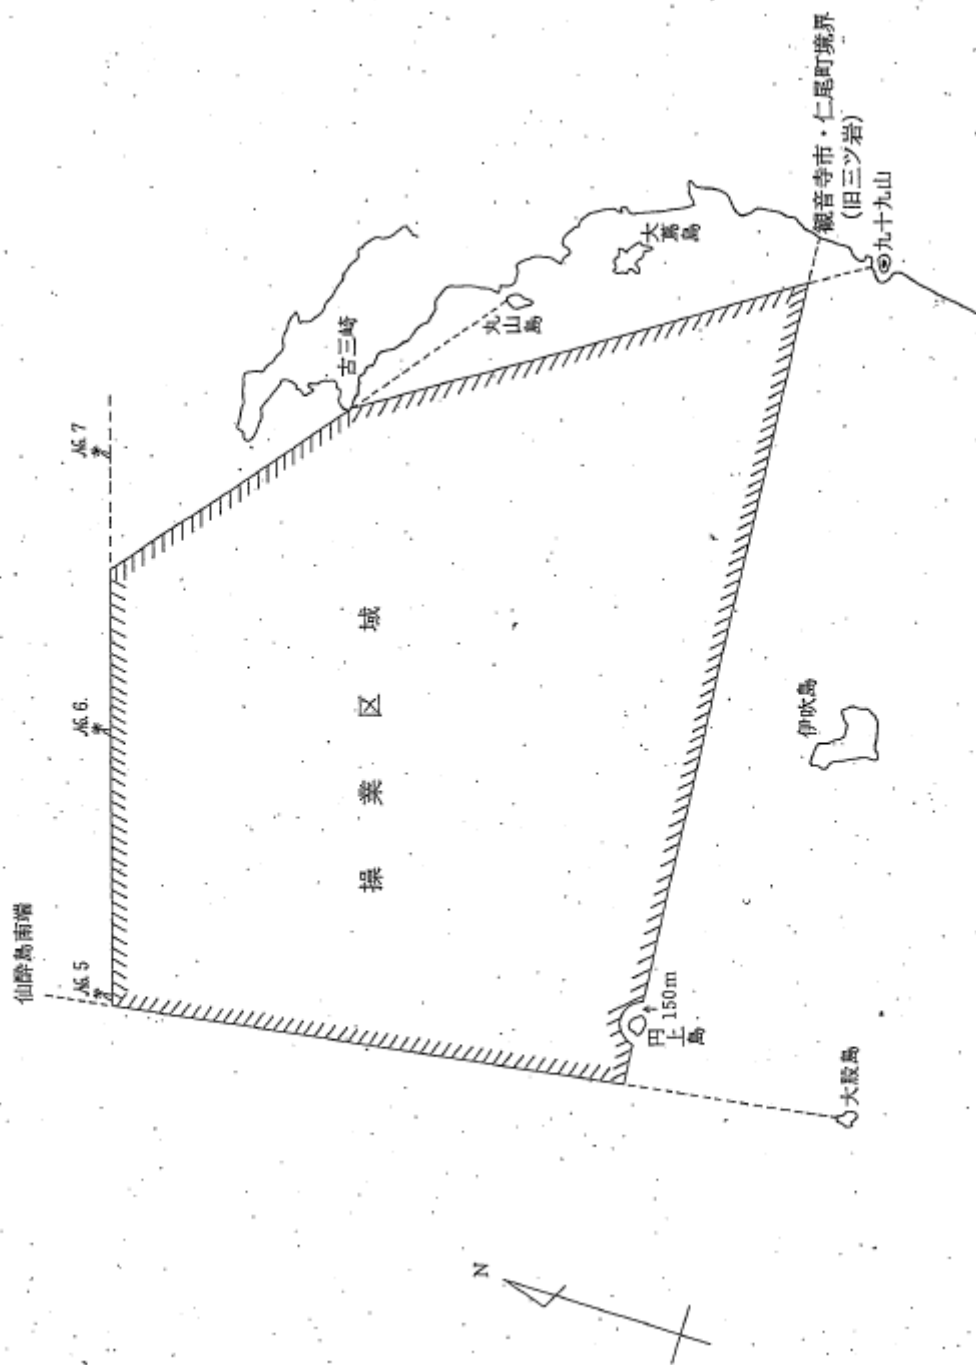 仙酔島南端
№5
№6.
№7
古三崎
丸山島
大蔦島
観音寺市・仁尾町境界
(旧三ツ岩)
九十九山
操業区域
伊吹島
150m
円上島
大股島
N